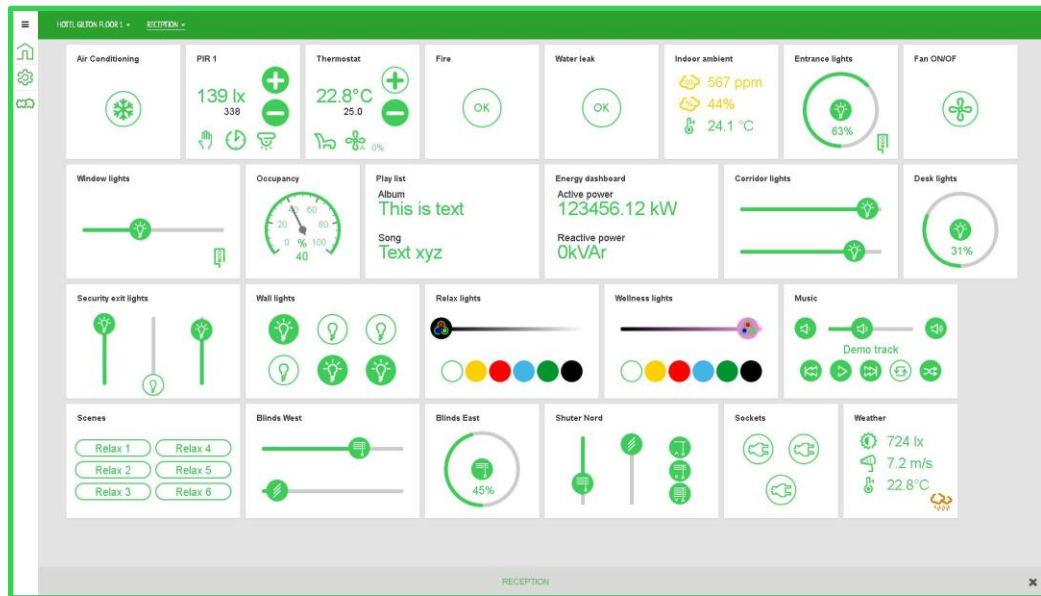 HOTEL GILTON FLOOR 1
RECEPTION
Air Conditioning
PIR 1
139 lx
338
Thermostat
22.8°C
25.0
A
0%
Fire
OK
Water leak
OK
Indoor ambient
567 ppm
44%
24.1 °C
Entrance lights
63%
Fan ON/OF
Window lights
Occupancy
0 20 40 60 80 100
%
40
Play list
Album
This is text
Song
Text xyz
Energy dashboard
Active power
123456.12 kW
Reactive power
0kVAr
Corridor lights
Desk lights
31%
Security exit lights
Wall lights
Relax lights
Wellness lights
Music
Demo track
Scenes
Relax 1 Relax 4
Relax 2 Relax 5
Relax 3 Relax 6
Blinds West
Blinds East
45%
Shuter Nord
Sockets
Weather
724 lx
7.2 m/s
22.8°C
RECEPTION